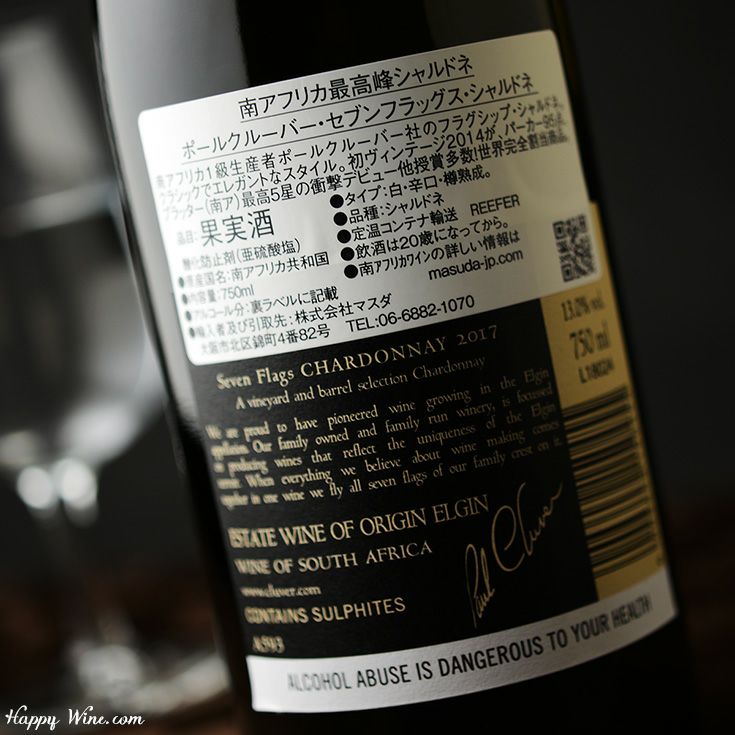 南アフリカ最高峰シャルドネ
ポールクルーバー・セブンフラッグス・シャルドネ
南アフリカ1級生産者ポールクルーバー社のフラグシップ・シャルドネ。
クラシックでエレガントなスタイル。初ヴィンテージ2014が、パーカー95点、
プラッター(南ア)最高5星の衝撃デビュー他授賞多数!世界完全割当商品。
品目:果実酒
酸化防止剤(亜硫酸塩)
●原産国名:南アフリカ共和国
●内容量:750ml
●アルコール分:裏ラベルに記載
●輸入者及び引取先:株式会社マスダ
大阪市北区錦町4番82号 TEL:06-6882-1070
●タイプ:白・辛口・樽熟成。
●品種:シャルドネ
●定温コンテナ輸送 REEFER
●飲酒は20歳になってから。
●南アフリカワインの詳しい情報は
masuda-jp.com
13.0% vol.
750 ml
Seven Flags CHARDONNAY 2017
A vineyard and barrel selection Chardonnay
We are proud to have pioneered wine growing in the Elgin
appellation. Our family owned and family run winery, is focussed
in producing wines that reflect the uniqueness of the Elgin
terroir. When everything we believe about wine making comes
together in one wine we fly all seven flags of our family crest on it.
ESTATE WINE OF ORIGIN ELGIN
WINE OF SOUTH AFRICA
www.cluver.com
CONTAINS SULPHITES
A593
Paul Cluver
ALCOHOL ABUSE IS DANGEROUS TO YOUR HEALTH
Happy Wine.com